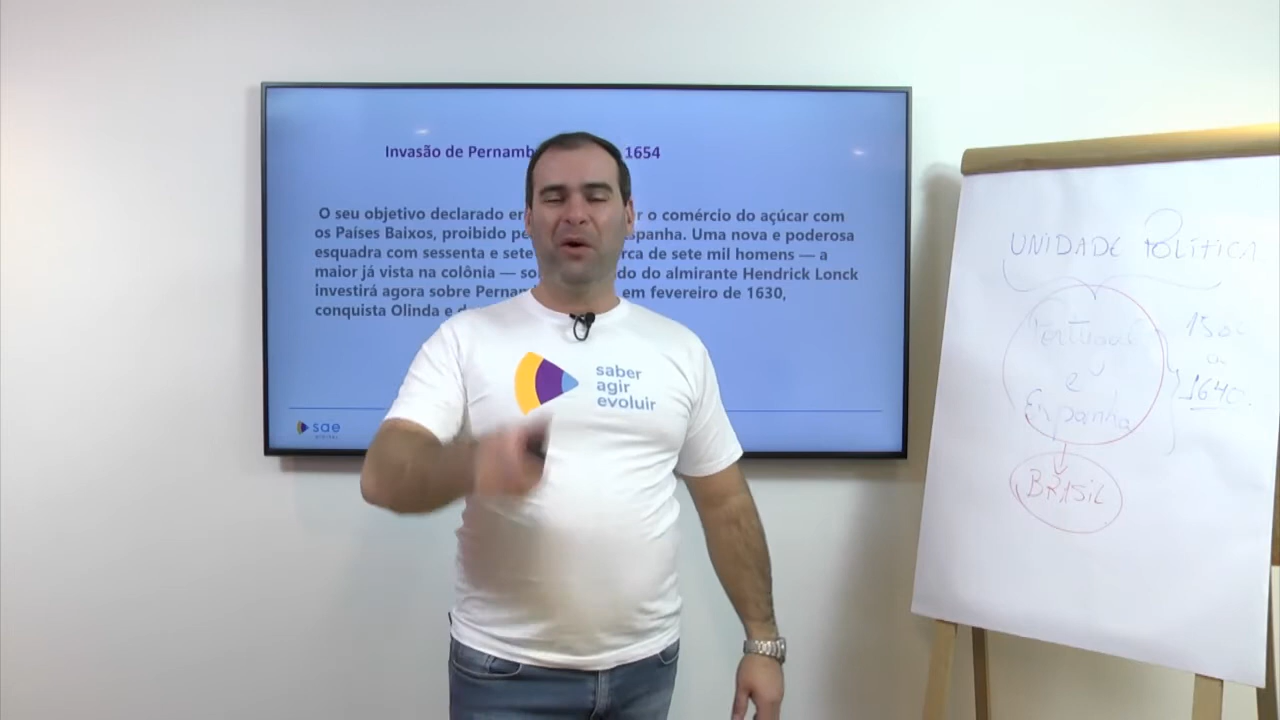 Invasão de Pernamb 1654
O seu objetivo declarado er r o comércio do açúcar com
os Países Baixos, proibido pe spanha. Uma nova e poderosa
esquadra com sessenta e sete rca de sete mil homens — a
maior já vista na colônia — so do do almirante Hendrick Lonck
investirá agora sobre Pernam em fevereiro de 1630,
conquista Olinda e d
sae
DIGITAL
saber
agir
evoluir
UNIDADE POLÍTICA
Portugal
e
Espanha
a
1640
BRASIL